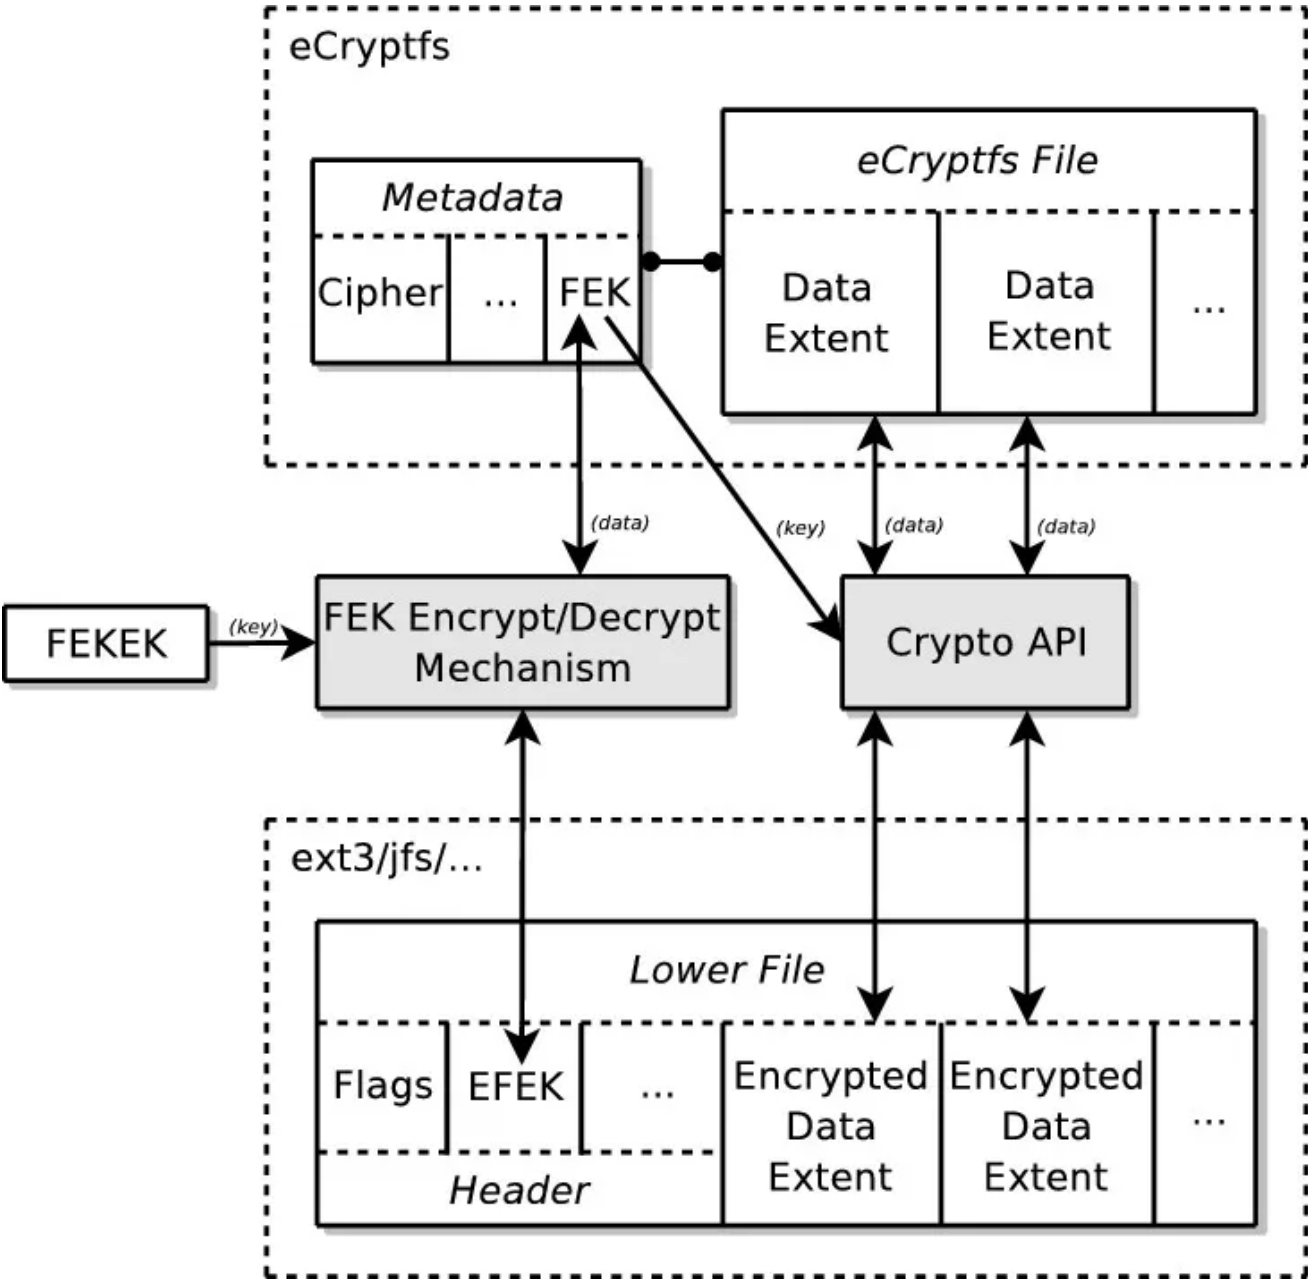 eCryptfs
eCryptfs File
Metadata
Cipher
...
FEK
Data
Extent
Data
Extent
...
(data)
(key)
(data)
(data)
FEKEK
(key)
FEK Encrypt/Decrypt
Mechanism
Crypto API
ext3/jfs/...
Lower File
Flags
EFEK
...
Header
Encrypted
Data
Extent
Encrypted
Data
Extent
...